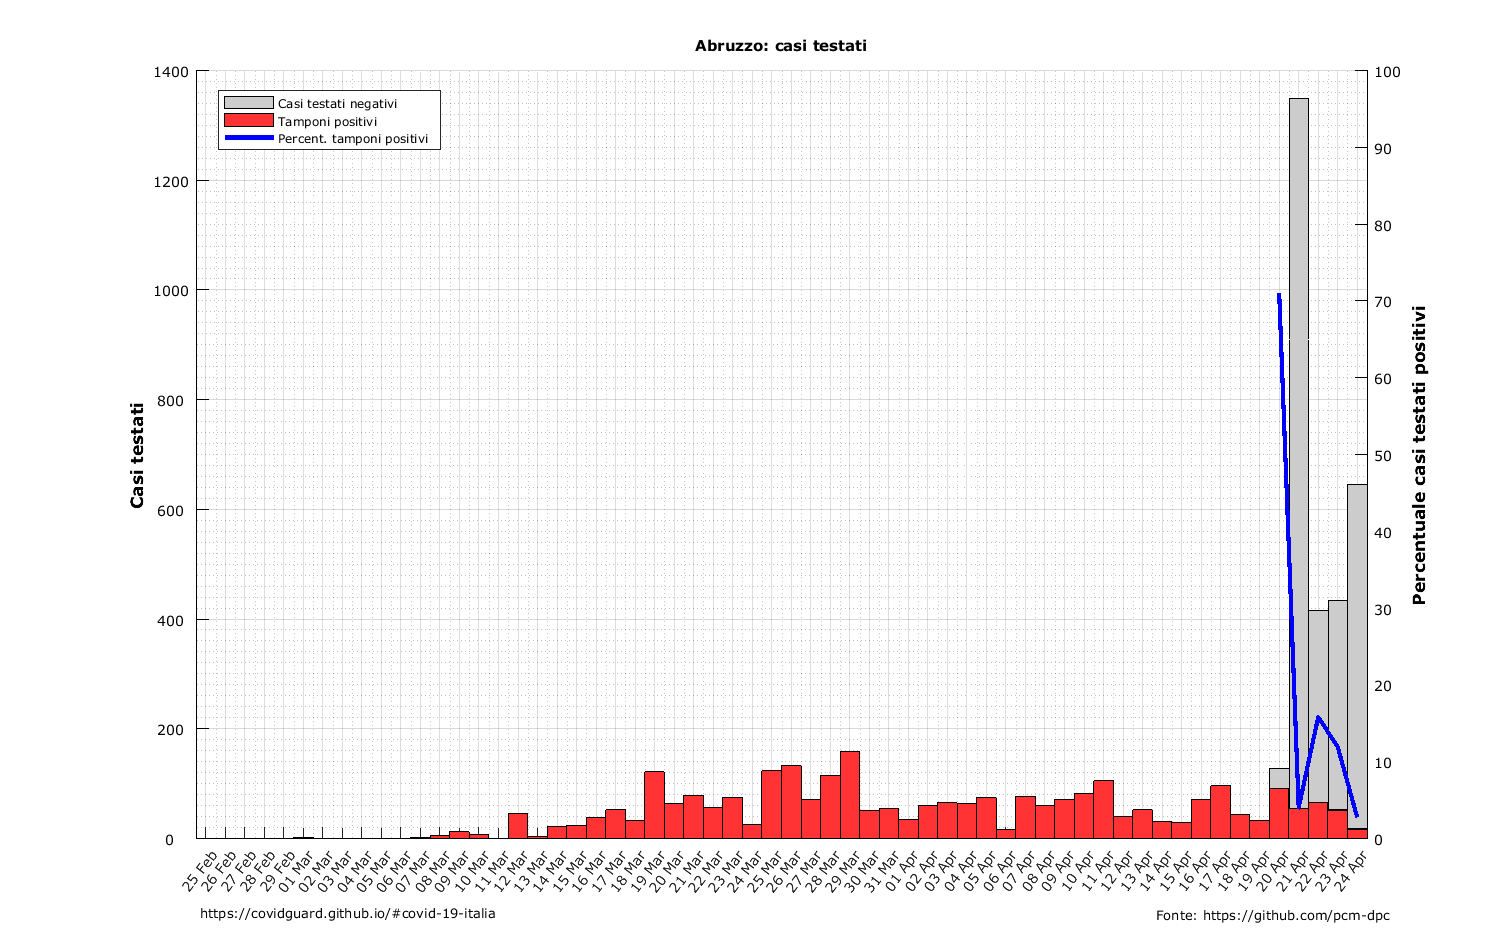 Abruzzo: casi testati
1400
1200
1000
800
600
400
200
0
Casi testati
Casi testati negativi
Tamponi positivi
Percent. tamponi positivi
100
90
80
70
60
50
40
30
20
10
0
Percentuale casi testati positivi
25 Feb
26 Feb
27 Feb
28 Feb
29 Feb
01 Mar
02 Mar
03 Mar
04 Mar
05 Mar
06 Mar
07 Mar
08 Mar
09 Mar
10 Mar
11 Mar
12 Mar
13 Mar
14 Mar
15 Mar
16 Mar
17 Mar
18 Mar
19 Mar
20 Mar
21 Mar
22 Mar
23 Mar
24 Mar
25 Mar
26 Mar
27 Mar
28 Mar
29 Mar
30 Mar
31 Mar
01 Apr
02 Apr
03 Apr
04 Apr
05 Apr
06 Apr
07 Apr
08 Apr
09 Apr
10 Apr
11 Apr
12 Apr
13 Apr
14 Apr
15 Apr
16 Apr
17 Apr
18 Apr
19 Apr
20 Apr
21 Apr
22 Apr
23 Apr
24 Apr
https://covidguard.github.io/#covid-19-italia
Fonte: https://github.com/pcm-dpc